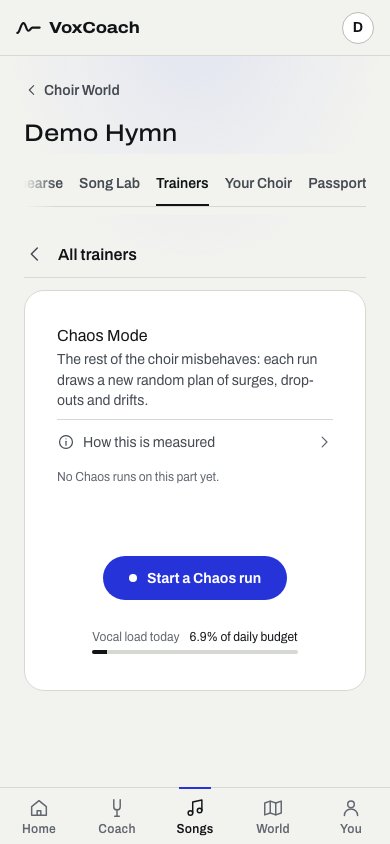 VoxCoach
D
Choir World
Demo Hymn
earse Song Lab Trainers Your Choir Passport
All trainers
Chaos Mode
The rest of the choir misbehaves: each run
draws a new random plan of surges, drop-
outs and drifts.
How this is measured
No Chaos runs on this part yet.
Start a Chaos run
Vocal load today 6.9% of daily budget
Home Coach Songs World You